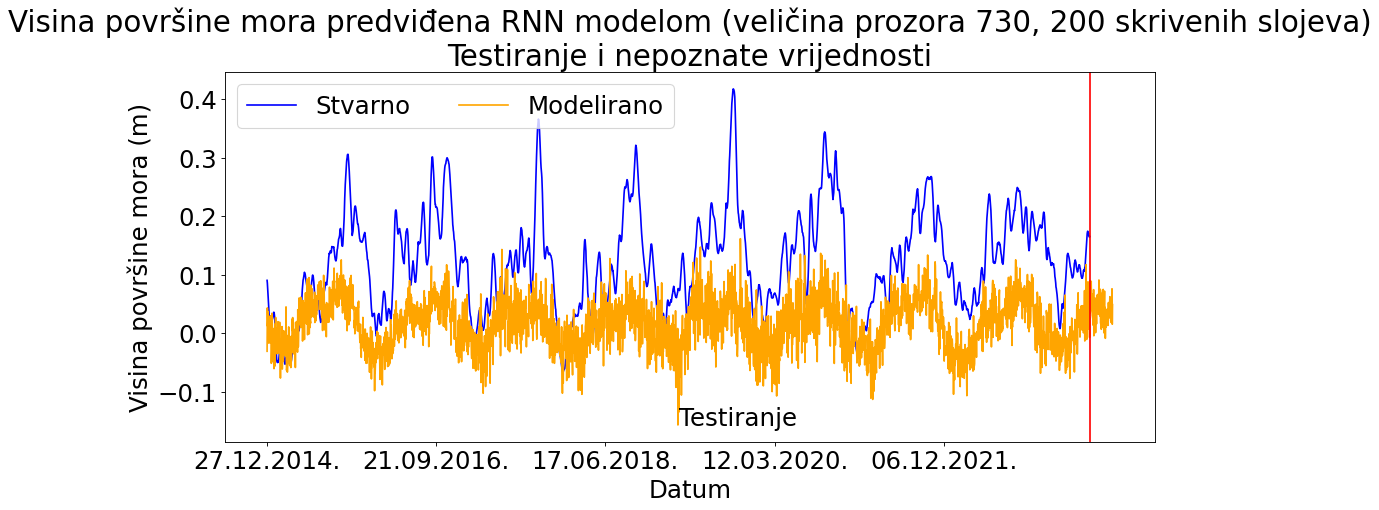 Visina površine mora predviđena RNN modelom (veličina prozora 730, 200 skrivenih slojeva)
Testiranje i nepoznate vrijednosti
Stvarno Modelirano
Visina površine mora (m)
0.4
0.3
0.2
0.1
0.0
−0.1
Testiranje
27.12.2014. 21.09.2016. 17.06.2018. 12.03.2020. 06.12.2021.
Datum